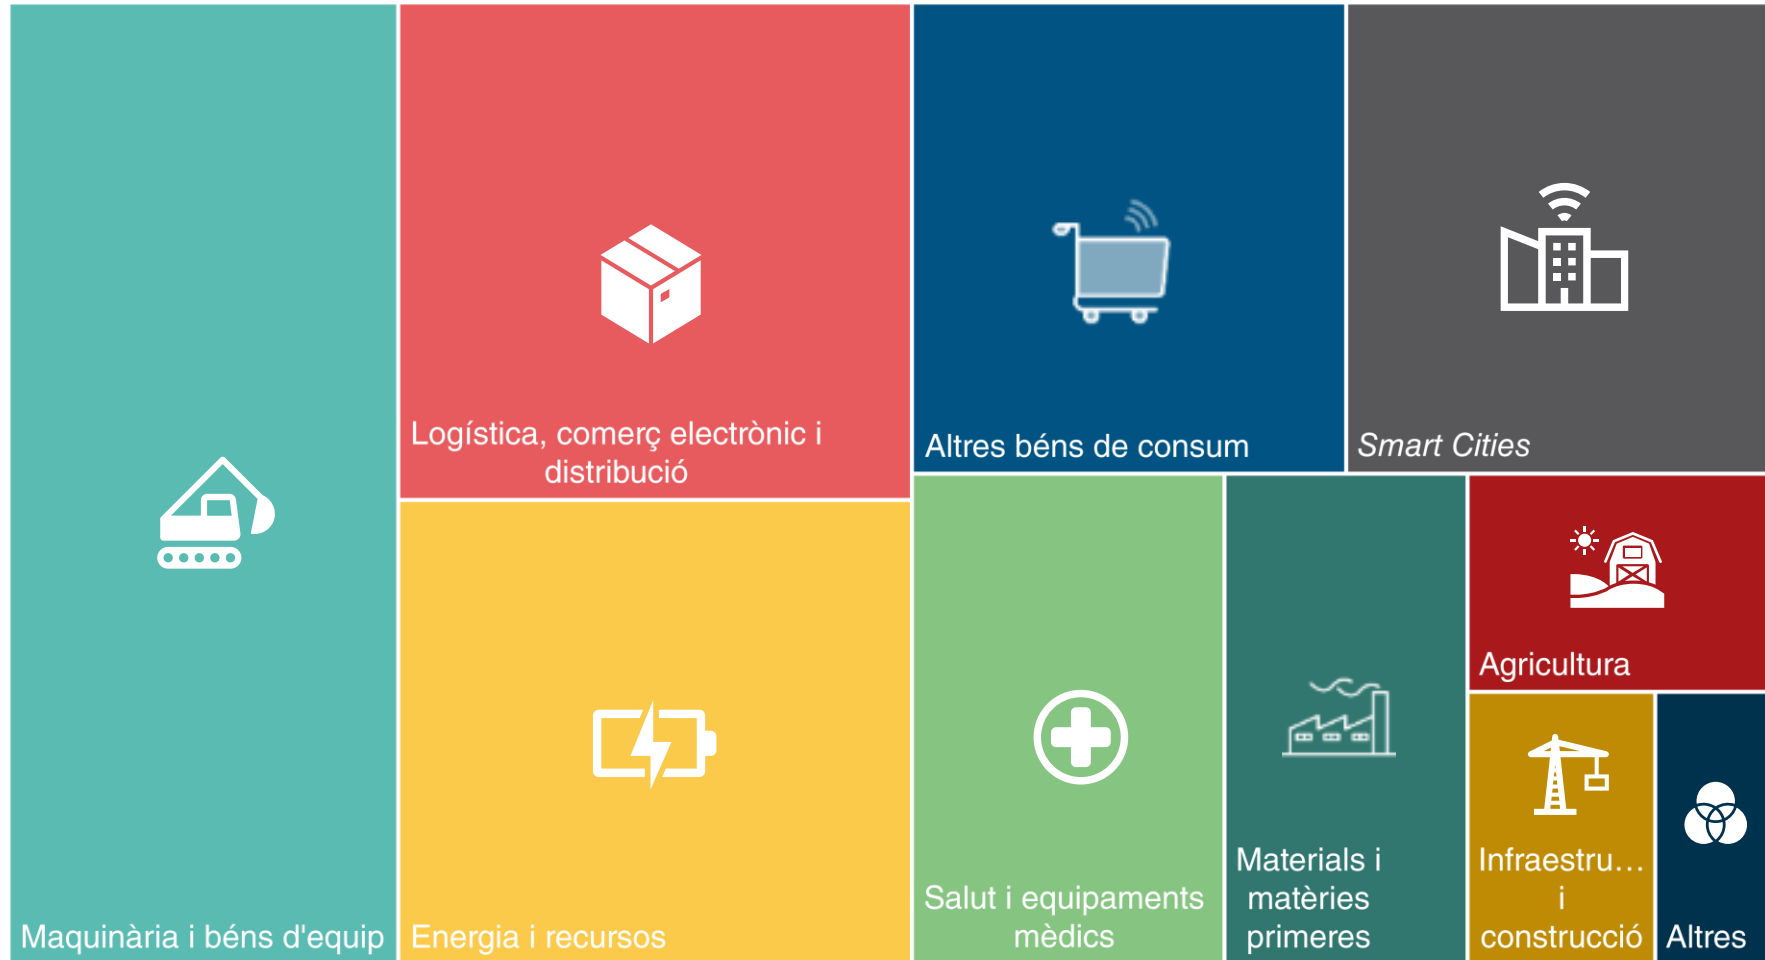 Logística, comerç electrònic i
distribució
Altres béns de consum
Smart Cities
Agricultura
Maquinària i béns d'equip
Energia i recursos
Salut i equipaments
mèdics
Materials i
matèries
primeres
Infraestru...
i
construcció
Altres